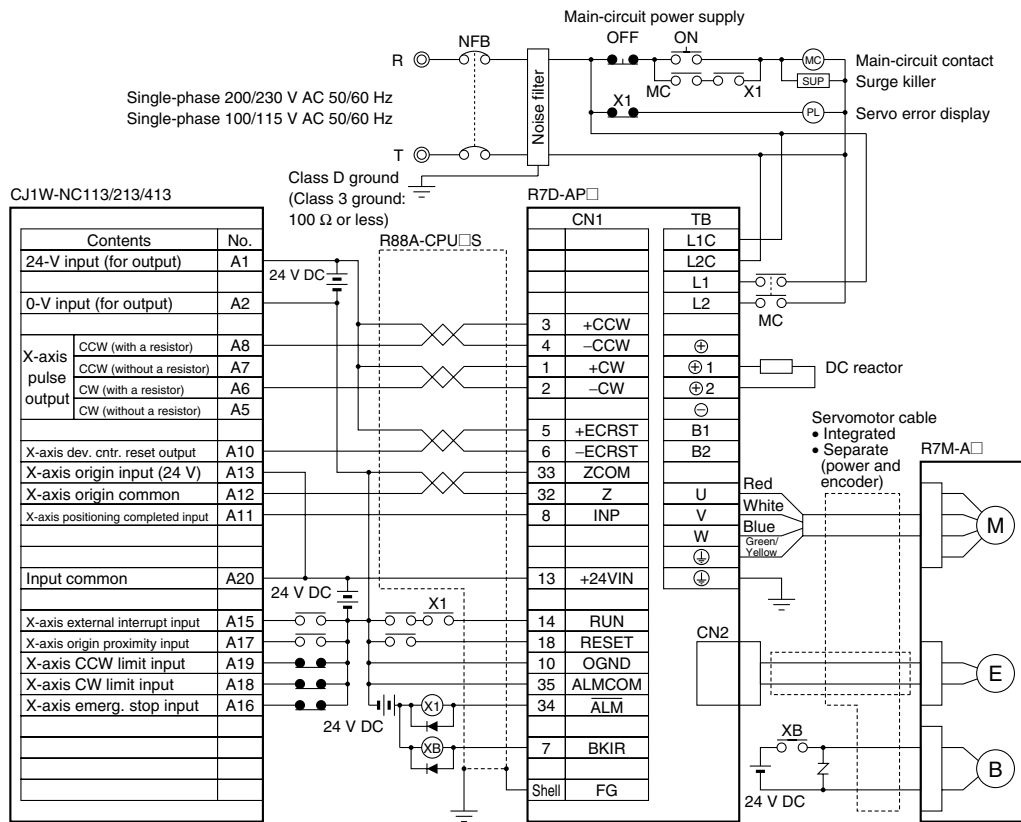 Main-circuit power supply
OFF
ON
NFB
R
MC
Main-circuit contact
SUP
Surge killer
MC
X1
Single-phase 200/230 V AC 50/60 Hz
Single-phase 100/115 V AC 50/60 Hz
Noise filter
X1
PL
Servo error display
T
Class D ground
(Class 3 ground:
100 Ω or less)
CJ1W-NC113/213/413
R7D-AP□
R88A-CPU□S
CN1
TB
Contents
No.
L1C
24-V input (for output)
A1
L2C
24 V DC
L1
0-V input (for output)
A2
L2
MC
3
+CCW
X-axis pulse output
CCW (with a resistor)
A8
4
−CCW
⊕
CCW (without a resistor)
A7
1
+CW
⊕1
DC reactor
CW (with a resistor)
A6
2
−CW
⊕2
CW (without a resistor)
A5
⊖
5
+ECRST
B1
X-axis dev. cntr. reset output
A10
6
−ECRST
B2
X-axis origin input (24 V)
A13
33
ZCOM
X-axis origin common
A12
32
Z
U
Red
X-axis positioning completed input
A11
8
INP
V
White
W
Blue
Green/
Yellow
Servomotor cable
• Integrated
• Separate
(power and
encoder)
R7M-A□
M
Input common
A20
13
+24VIN
24 V DC
X1
X-axis external interrupt input
A15
14
RUN
X-axis origin proximity input
A17
18
RESET
CN2
X-axis CCW limit input
A19
10
OGND
X-axis CW limit input
A18
35
ALMCOM
E
X-axis emerg. stop input
A16
24 V DC
X1
34
ALM
XB
7
BKIR
XB
B
24 V DC
Shell
FG